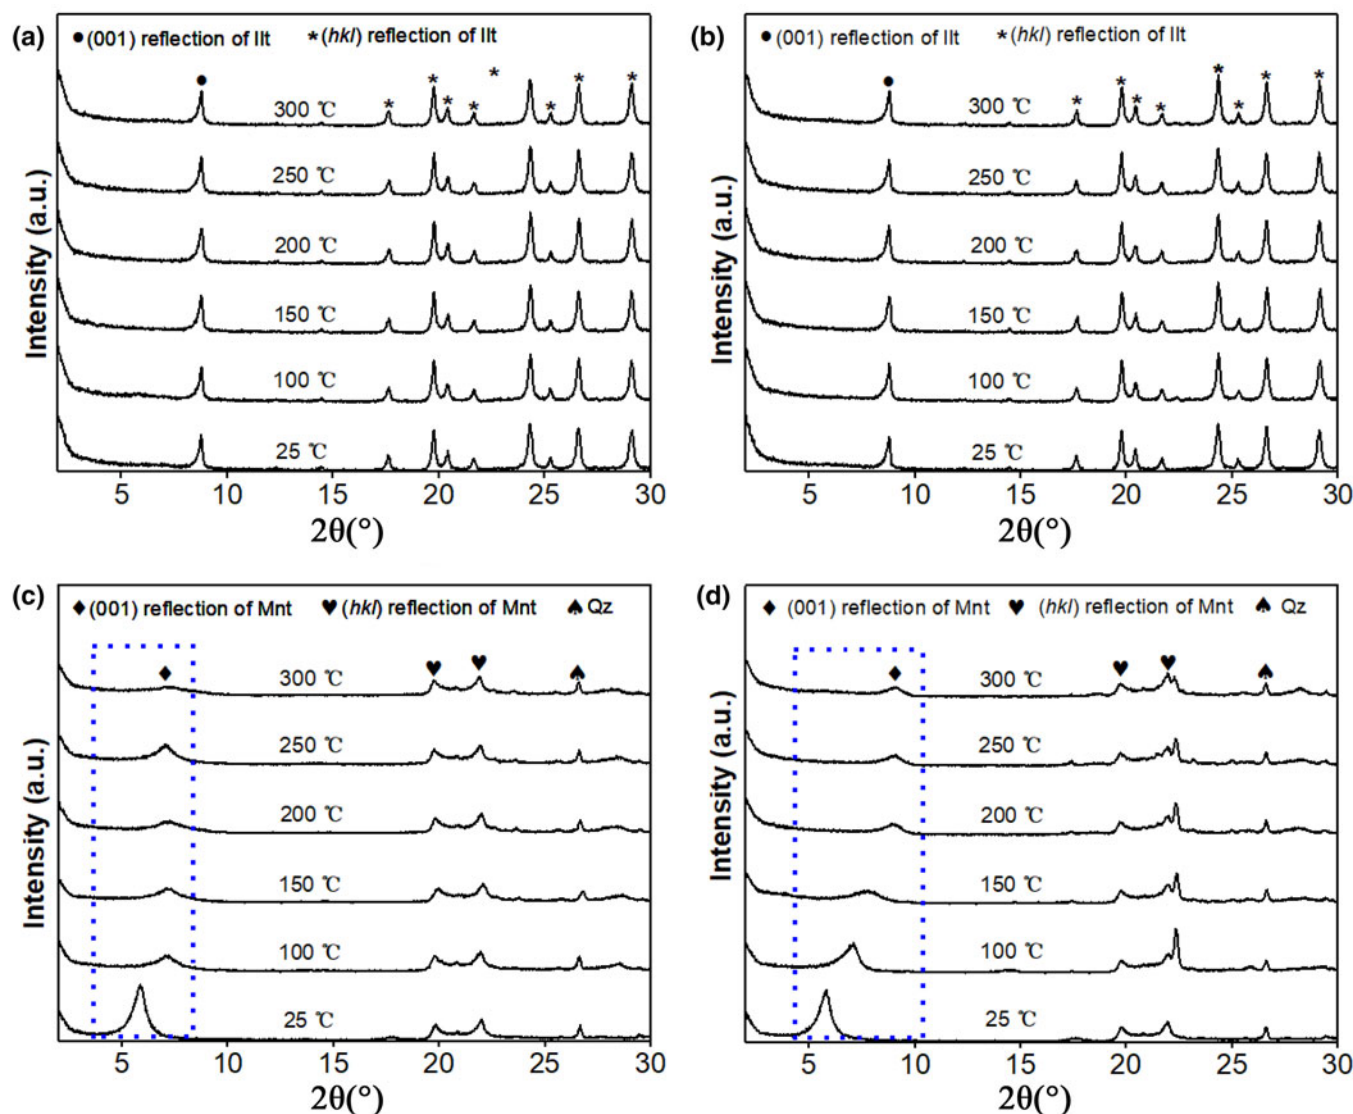 (a) ●(001) reflection of Ilt *(hkl) reflection of Ilt
* * * * * * * *
300 ℃
250 ℃
200 ℃
150 ℃
100 ℃
25 ℃
Intensity (a.u.)
5 10 15 20 25 30
2θ(°)
(b) ●(001) reflection of Ilt *(hkl) reflection of Ilt
* * * * * * * *
300 ℃
250 ℃
200 ℃
150 ℃
100 ℃
25 ℃
Intensity (a.u.)
5 10 15 20 25 30
2θ(°)
(c) ♦(001) reflection of Mnt ♥(hkl) reflection of Mnt ♠Qz
300 ℃
250 ℃
200 ℃
150 ℃
100 ℃
25 ℃
Intensity (a.u.)
5 10 15 20 25 30
2θ(°)
(d) ♦ (001) reflection of Mnt ♥ (hkl) reflection of Mnt ♠ Qz
300 ℃
250 ℃
200 ℃
150 ℃
100 ℃
25 ℃
Intensity (a.u.)
5 10 15 20 25 30
2θ(°)